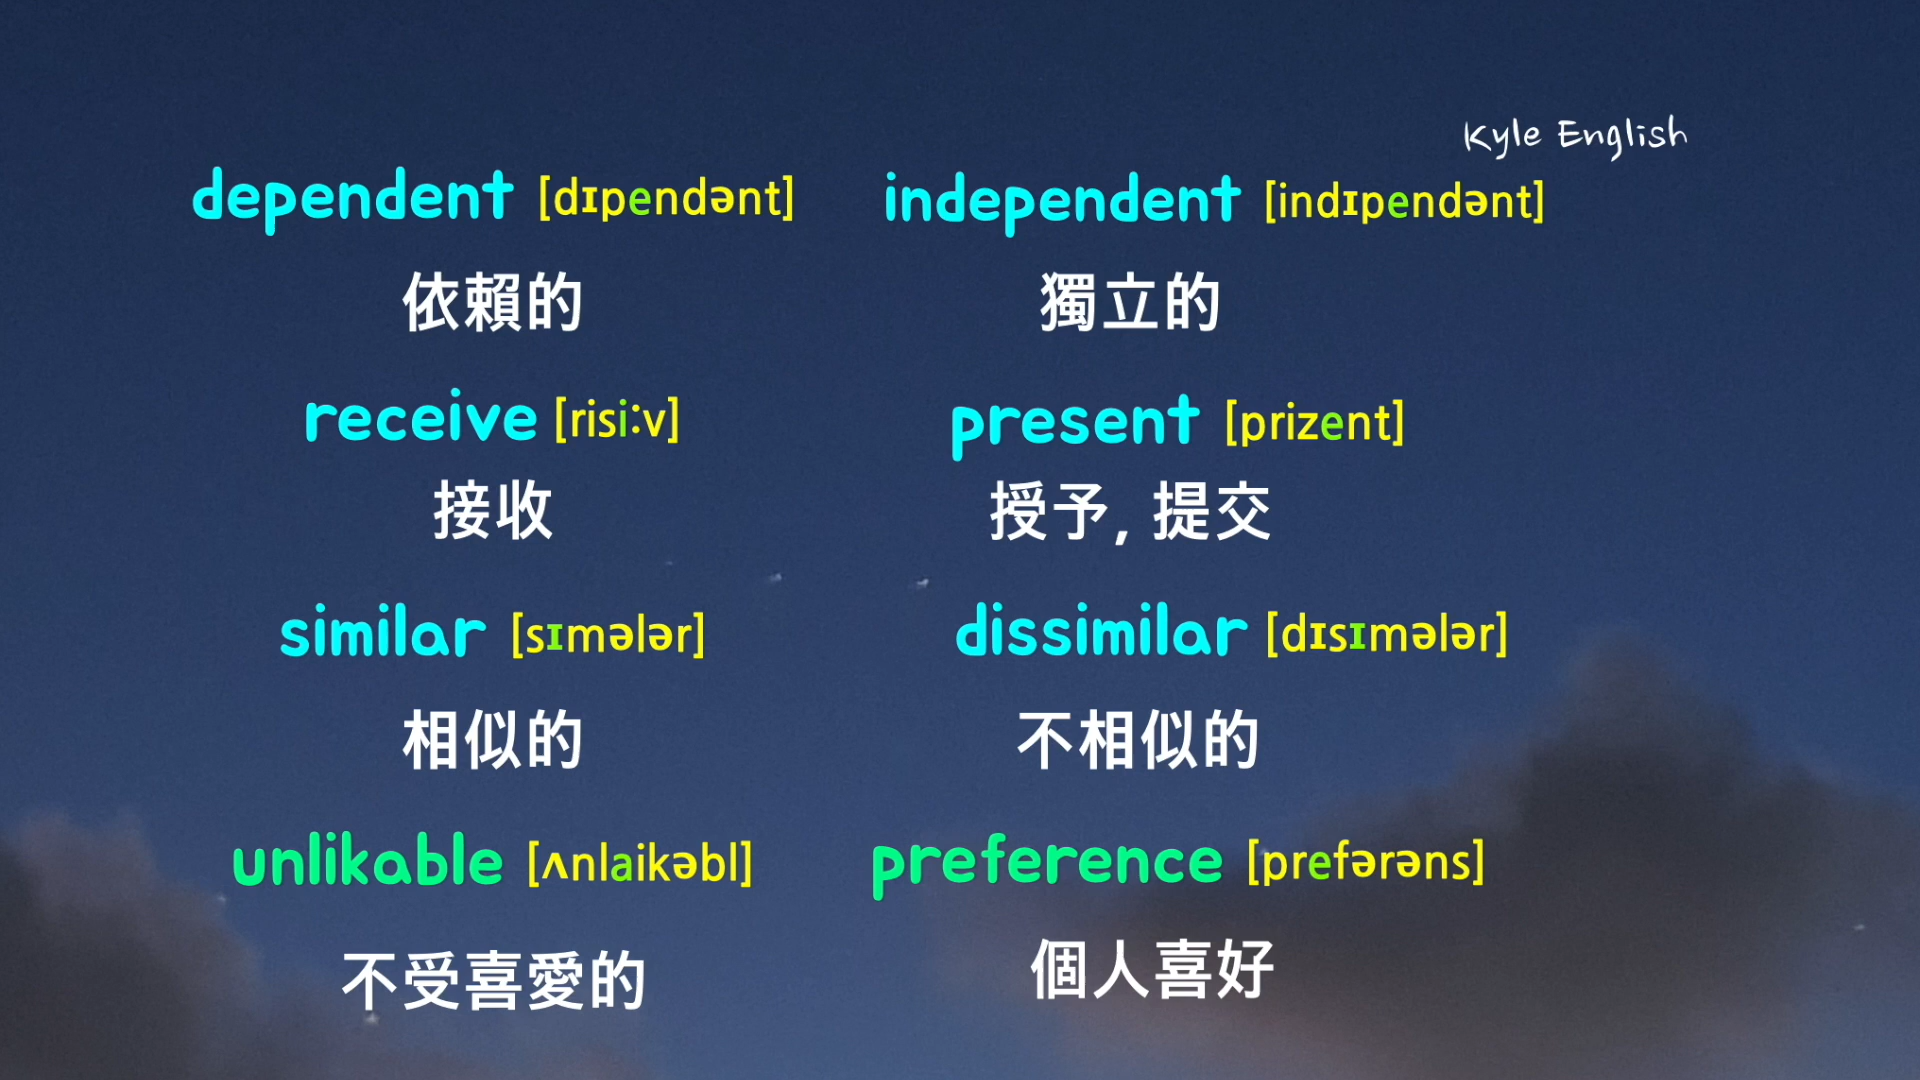 Kyle English
dependent [dɪpendənt] independent [indɪpendənt]
依賴的 獨立的
receive [risi:v] present [prizent]
接收 授予, 提交
similar [sɪmələr] dissimilar [dɪsɪmələr]
相似的 不相似的
unlikable [ʌnlaikəbl] preference [prefərəns]
不受喜愛的 個人喜好